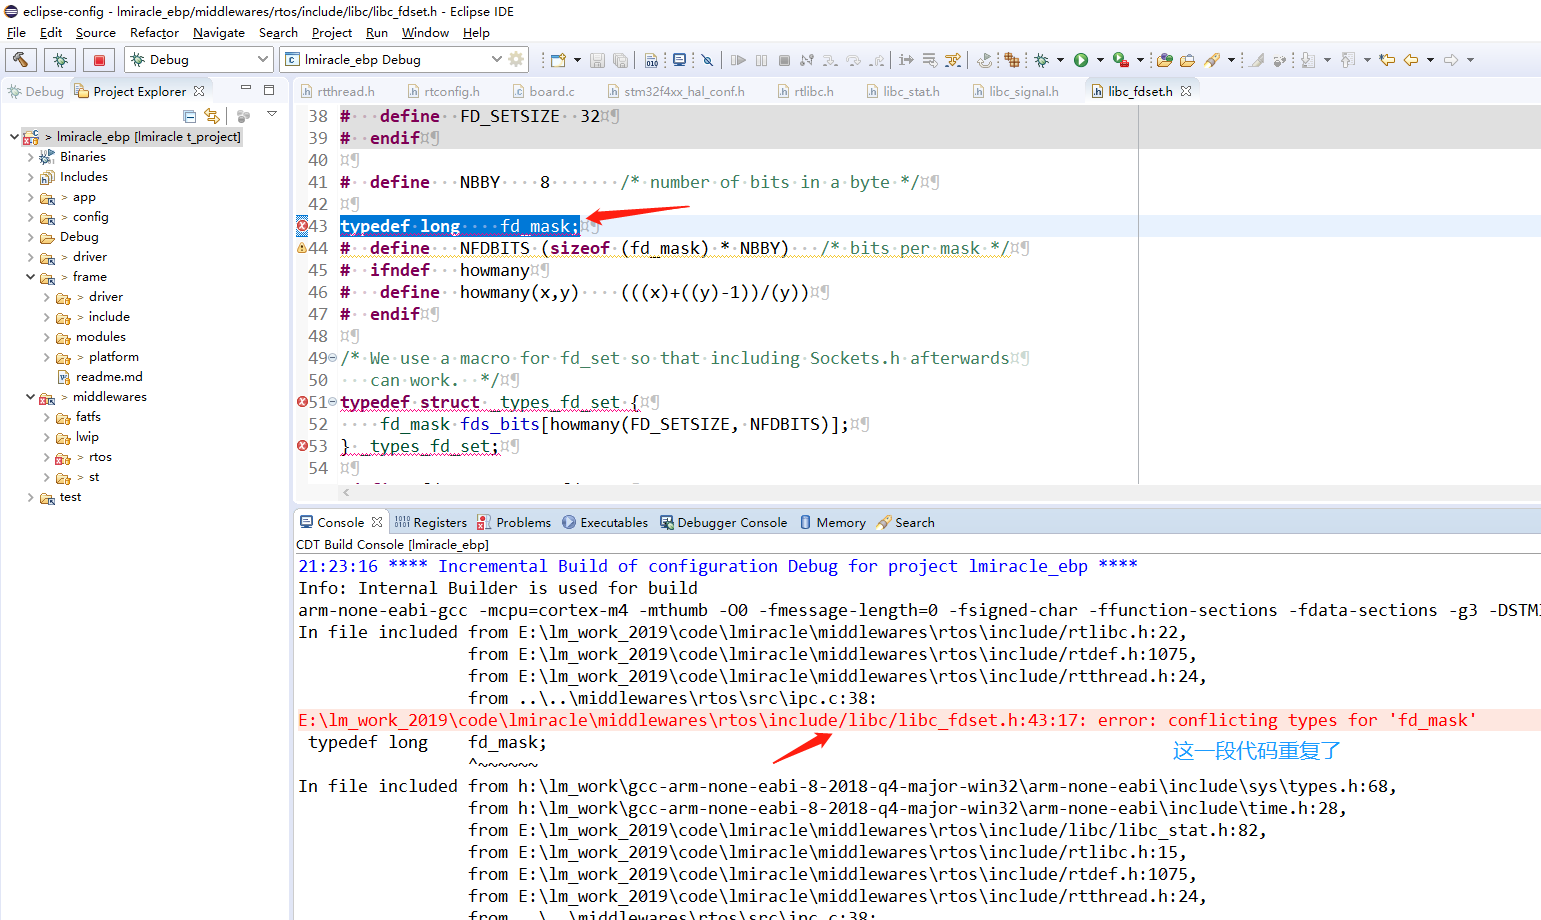 eclipse-config - lmiracle_ebp/middlewares/rtos/include/libc/libc_fdset.h - Eclipse IDE
File Edit Source Refactor Navigate Search Project Run Window Help
Debug lmiracle_ebp Debug
Debug Project Explorer
rtthread.h rtconfig.h board.c stm32f4xx_hal_conf.h rtlibc.h libc_stat.h libc_signal.h libc_fdset.h
> lmiracle_ebp [lmiracle t_project]
Binaries
Includes
> app
> config
Debug
> driver
> frame
> driver
> include
modules
> platform
readme.md
> middlewares
fatfs
lwip
> rtos
> st
test
38 #···define··FD_SETSIZE··32¤¶
39 #··endif¤¶
40 ¤¶
41 #··define···NBBY····8·······/*·number·of·bits·in·a·byte·*/¤¶
42 ¤¶
43 typedef·long····fd_mask;¤¶
44 #··define···NFDBITS·(sizeof·(fd_mask)·*·NBBY)···/*·bits·per·mask·*/¤¶
45 #··ifndef···howmany¤¶
46 #···define··howmany(x,y)····(((x)+((y)-1))/(y))¤¶
47 #··endif¤¶
48 ¤¶
49 /*·We·use·a·macro·for·fd_set·so·that·including·Sockets.h·afterwards¤¶
50 ···can·work.··*/¤¶
51 typedef·struct·_types_fd_set·{¤¶
52 ····fd_mask·fds_bits[howmany(FD_SETSIZE,·NFDBITS)];¤¶
53 }·_types_fd_set;¤¶
54 ¤¶
Console Registers Problems Executables Debugger Console Memory Search
CDT Build Console [lmiracle_ebp]
21:23:16 **** Incremental Build of configuration Debug for project lmiracle_ebp ****
Info: Internal Builder is used for build
arm-none-eabi-gcc -mcpu=cortex-m4 -mthumb -O0 -fmessage-length=0 -fsigned-char -ffunction-sections -fdata-sections -g3 -DSTM
In file included from E:\lm_work_2019\code\lmiracle\middlewares\rtos\include/rtlibc.h:22,
from E:\lm_work_2019\code\lmiracle\middlewares\rtos\include/rtdef.h:1075,
from E:\lm_work_2019\code\lmiracle\middlewares\rtos\include/rtthread.h:24,
from ..\..\middlewares\rtos\src\ipc.c:38:
E:\lm_work_2019\code\lmiracle\middlewares\rtos\include/libc/libc_fdset.h:43:17: error: conflicting types for 'fd_mask'
typedef long    fd_mask;
这一段代码重复了
^~~~~~~
In file included from h:\lm_work\gcc-arm-none-eabi-8-2018-q4-major-win32\arm-none-eabi\include\sys\types.h:68,
from h:\lm_work\gcc-arm-none-eabi-8-2018-q4-major-win32\arm-none-eabi\include\time.h:28,
from E:\lm_work_2019\code\lmiracle\middlewares\rtos\include/libc/libc_stat.h:82,
from E:\lm_work_2019\code\lmiracle\middlewares\rtos\include/rtlibc.h:15,
from E:\lm_work_2019\code\lmiracle\middlewares\rtos\include/rtdef.h:1075,
from E:\lm_work_2019\code\lmiracle\middlewares\rtos\include/rtthread.h:24,
from ..\..\middlewares\rtos\src\ipc.c:38: